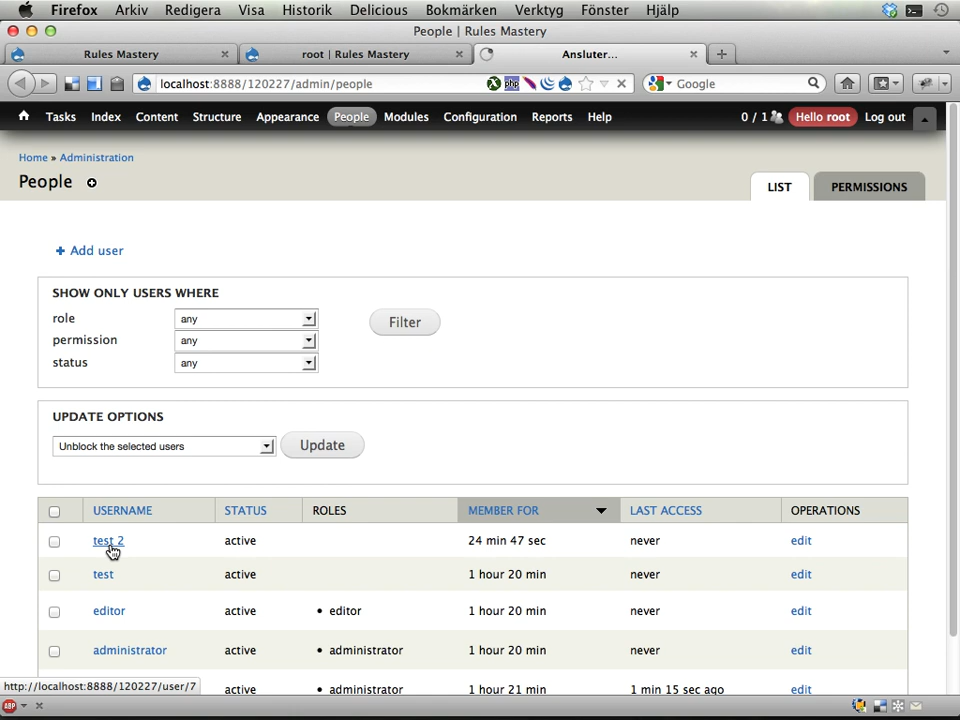 Firefox Arkiv Redigera Visa Historik Delicious Bokmärken Verktyg Fönster Hjälp
People | Rules Mastery
Rules Mastery root | Rules Mastery Ansluter...
localhost:8888/120227/admin/people php Google
Tasks Index Content Structure Appearance People Modules Configuration Reports Help 0 / 1 Hello root Log out
Home » Administration
People
LIST PERMISSIONS
+ Add user
SHOW ONLY USERS WHERE
role any
permission any
status any
Filter
UPDATE OPTIONS
Unblock the selected users Update
USERNAME STATUS ROLES MEMBER FOR LAST ACCESS OPERATIONS
test 2 active 24 min 47 sec never edit
test active 1 hour 20 min never edit
editor active • editor 1 hour 20 min never edit
administrator active • administrator 1 hour 20 min never edit
active • administrator 1 hour 21 min 1 min 15 sec ago edit
http://localhost:8888/120227/user/7
ABP